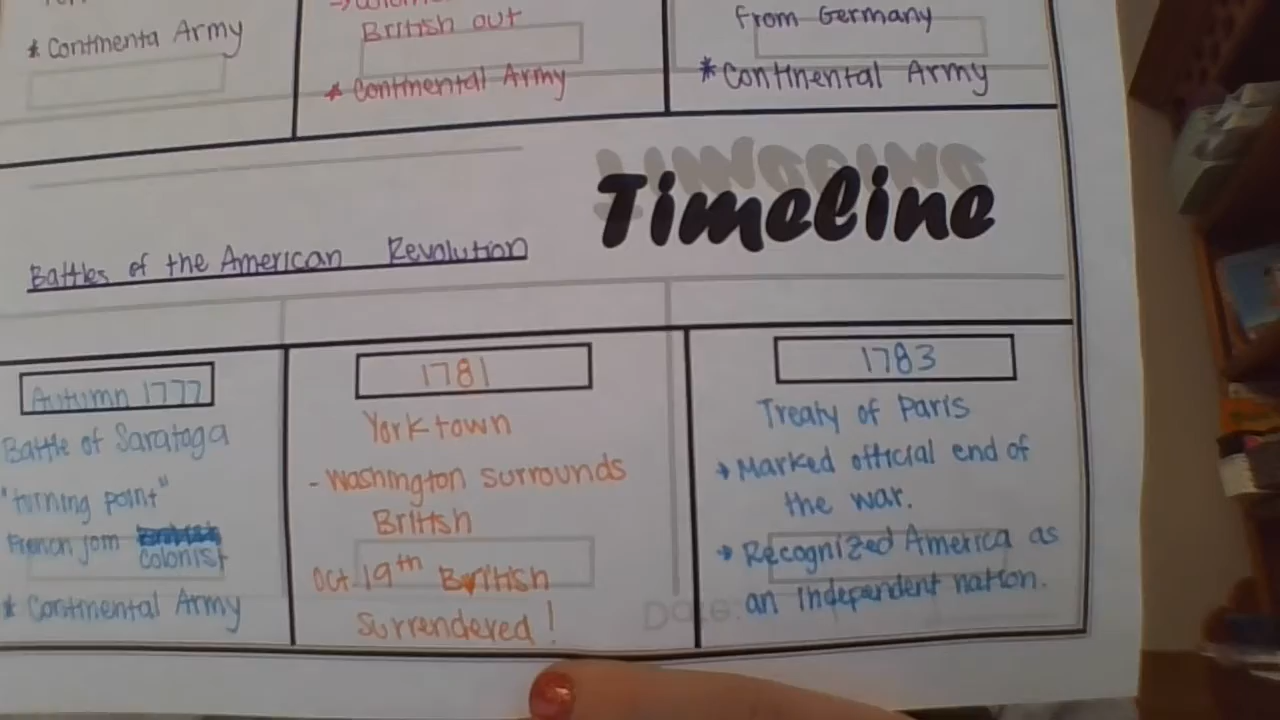 * Continenta Army
British out
* Continental Army
from Germany
* Continental Army
Timeline
Battles of the American Revolution
Autumn 1777
Battle of Saratoga
"turning point"
French join
colonist
* Continental Army
1781
Yorktown
- Washington surrounds
British
Oct. 19th British
Surrendered!
1783
Treaty of Paris
→ Marked official end of
the war.
→ Recognized America as
an independent nation.